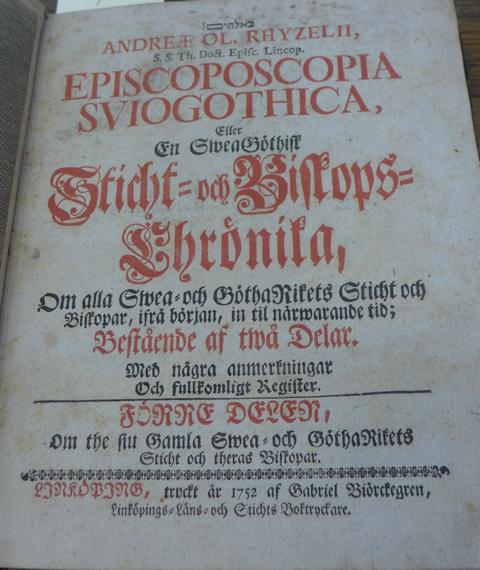 באלהים!
ANDREÆ OL. RHYZELII,
S. S. Th. Doct. Episc. Lincop.
EPISCOPOSCOPIA
SVIOGOTHICA,
Eller
En SweaGöthisk
Sticht- och Biskops-
Chrönika,
Om alla Swea- och GöthaRikets Sticht och
Biskopar, ifrå början, in til närwarande tid;
Bestående af twå Delar.
Med några anmerkningar
Och fullkomligt Register.
FÖRRE DELEN,
Om the siu Gamla Swea- och GöthaRikets
Sticht och theras Biskopar.
LINKÖPING, tryckt år 1752 af Gabriel Biörckegren,
Linköpings-Läns- och Stichts Boktryckare.